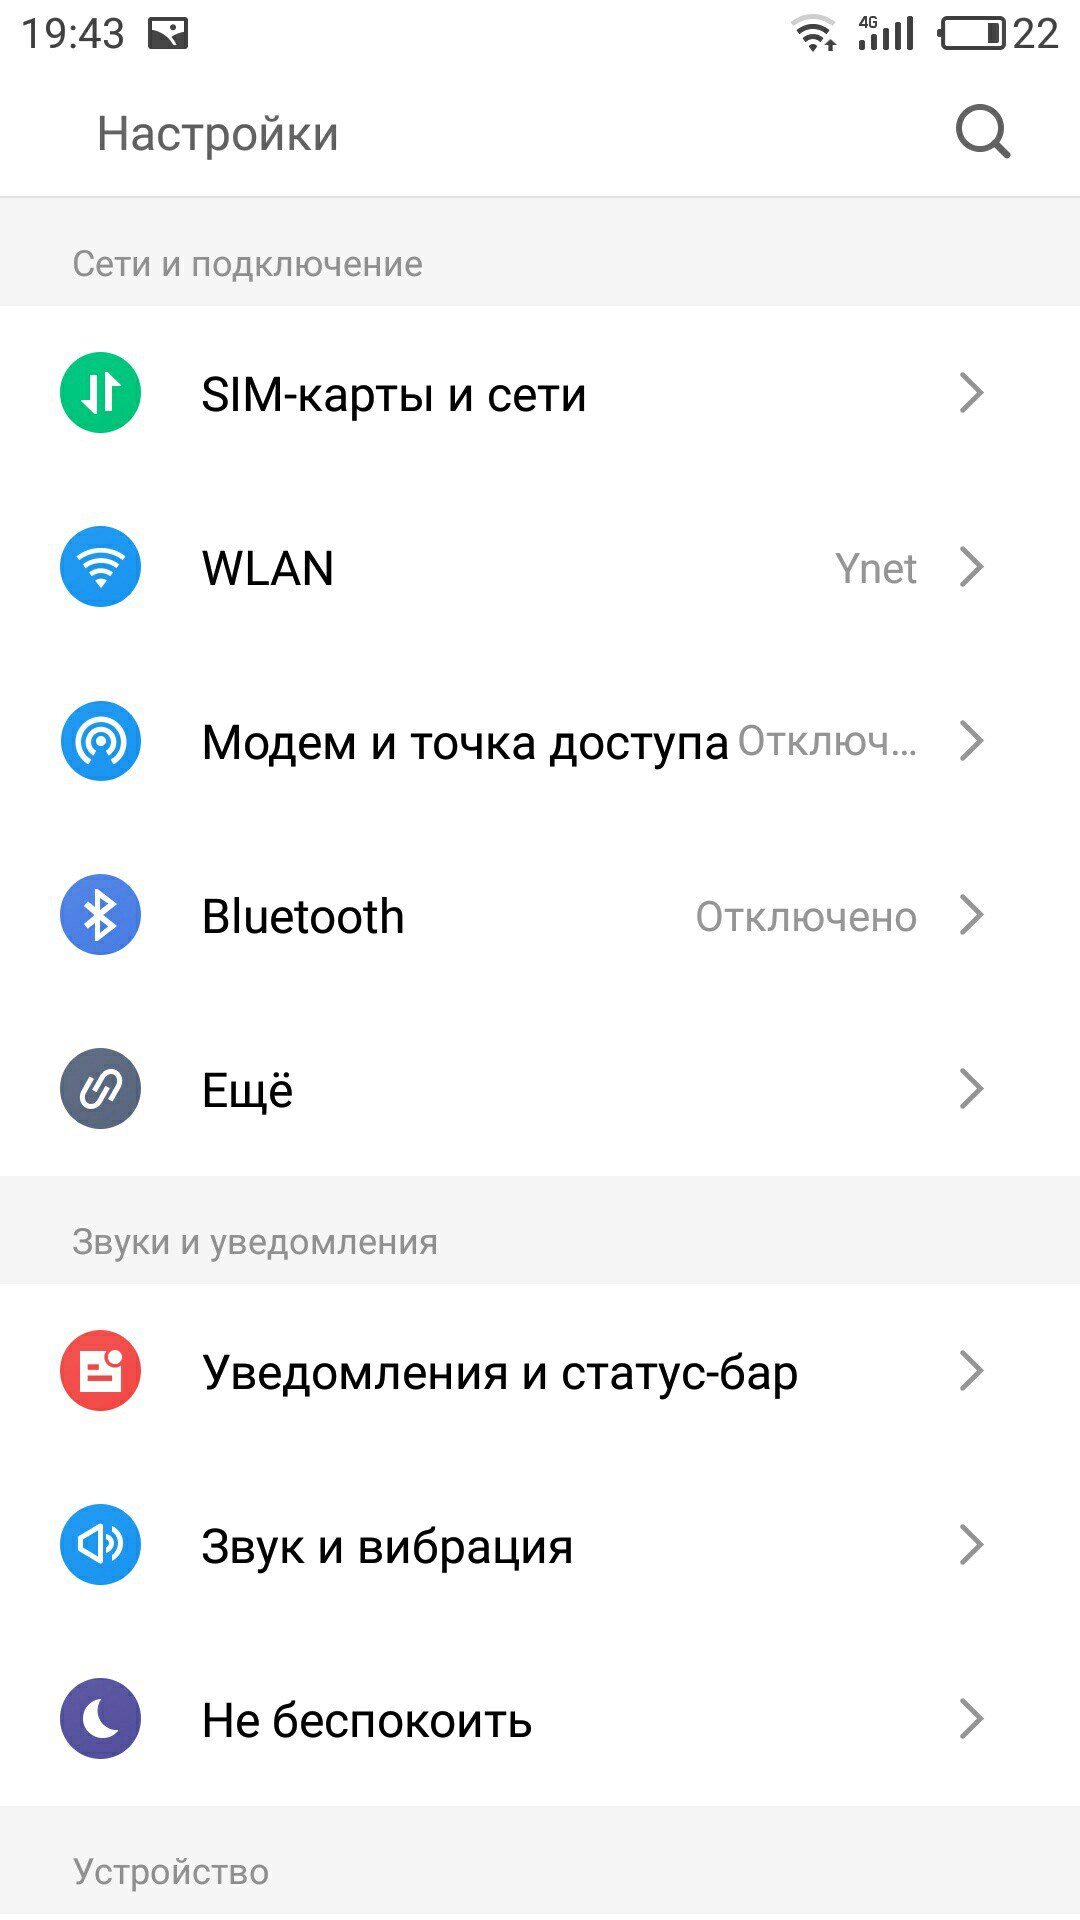 19:43 4G 22
Настройки
Сети и подключение
SIM-карты и сети
WLAN Ynet
Модем и точка доступа Отключ...
Bluetooth Отключено
Ещё
Звуки и уведомления
Уведомления и статус-бар
Звук и вибрация
Не беспокоить
Устройство